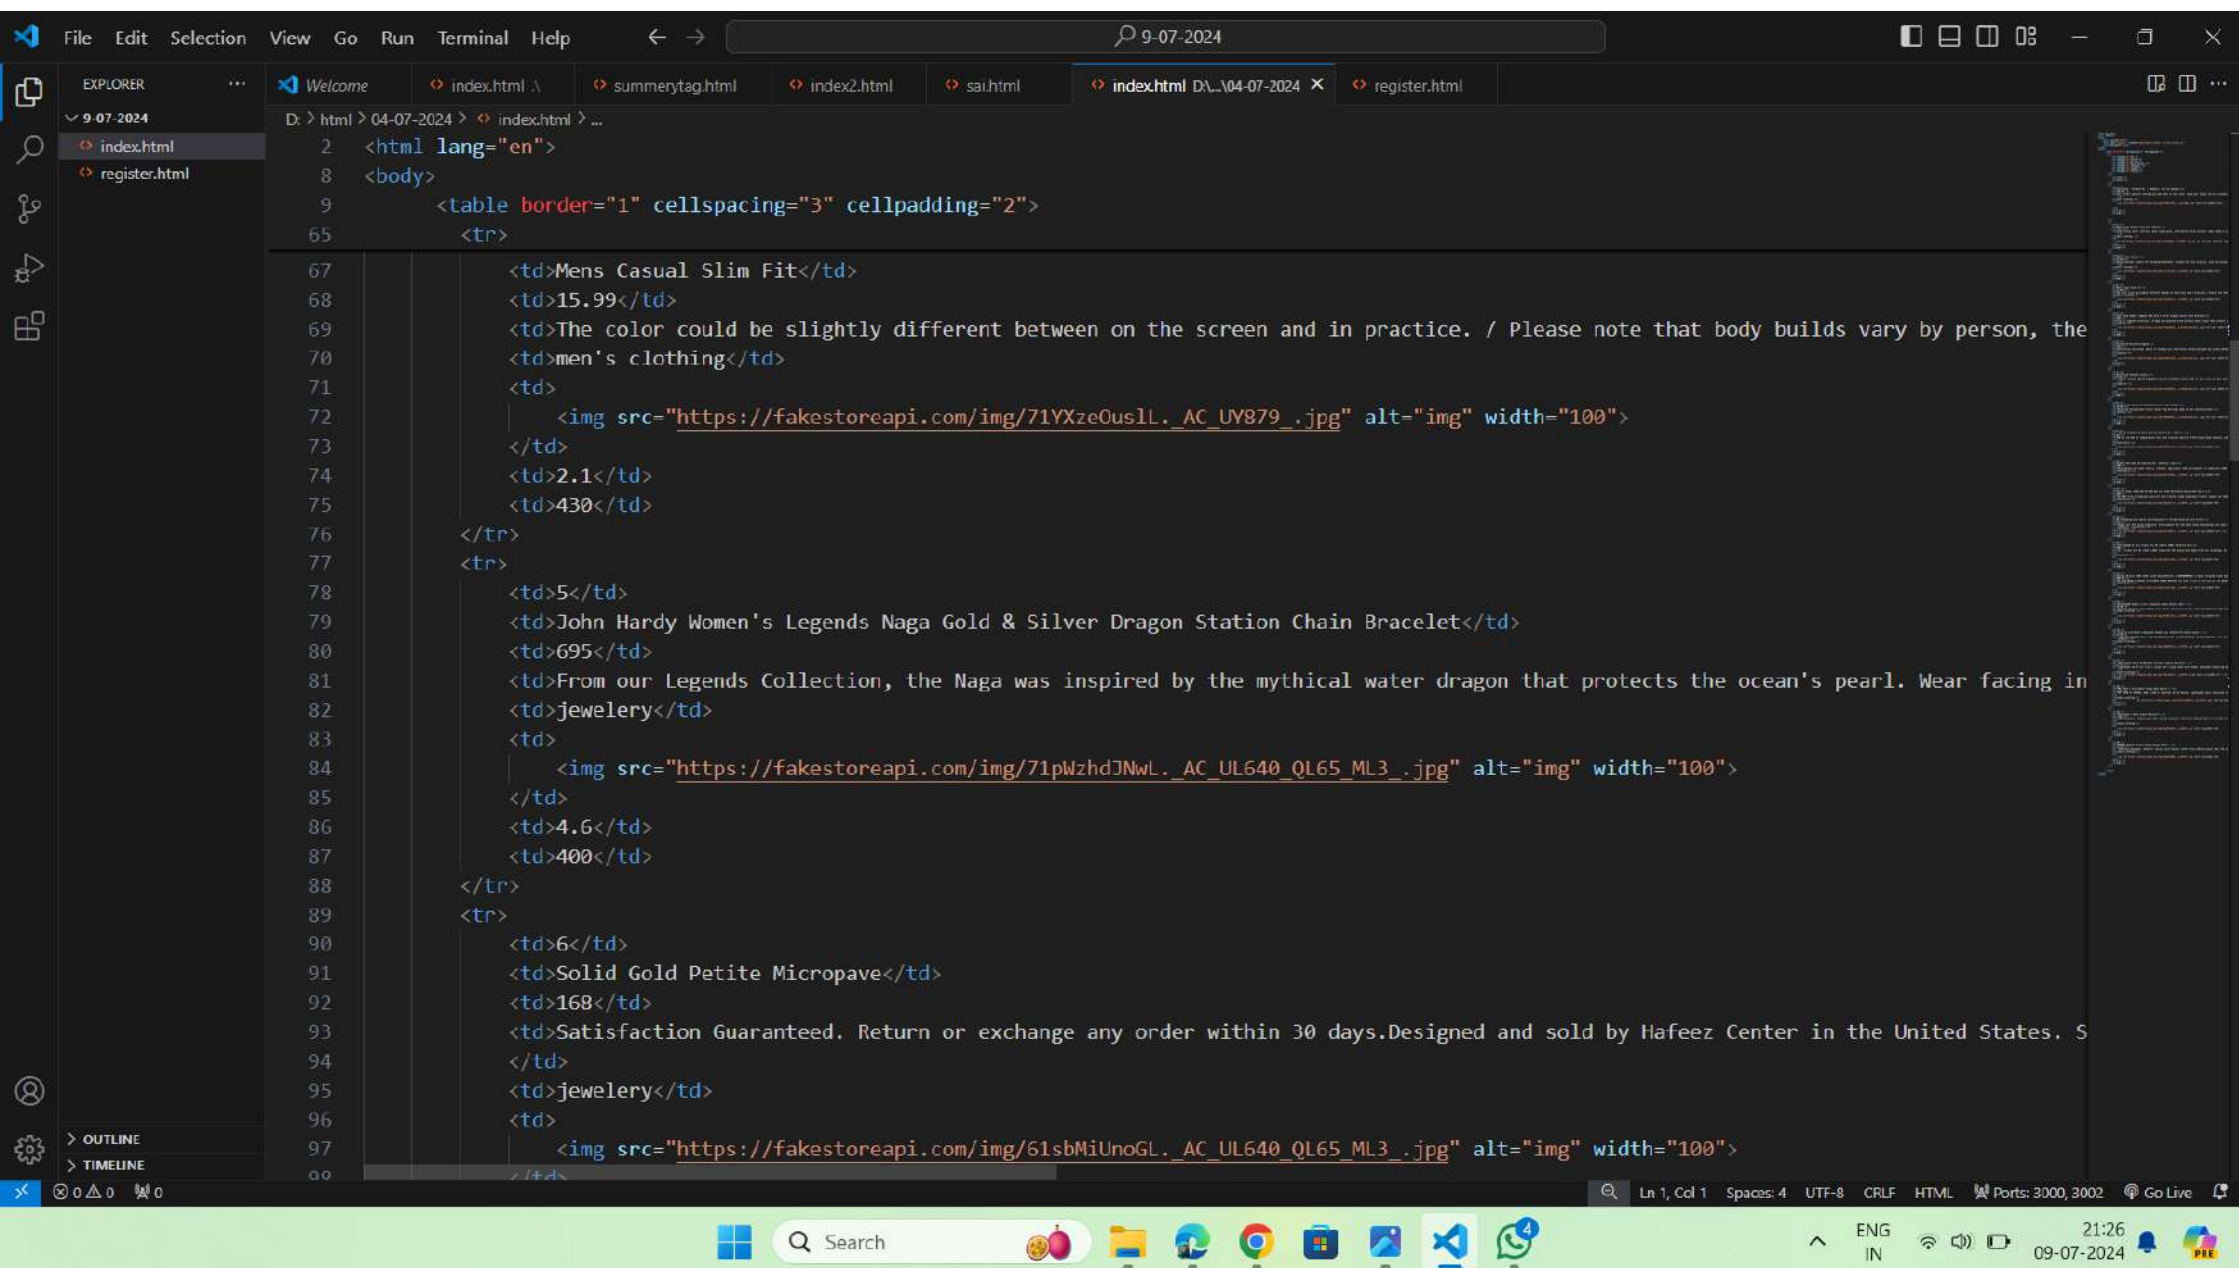 File Edit Selection View Go Run Terminal Help 9-07-2024
EXPLORER
Welcome index.html .\ summerytag.html index2.html sai.html index.html D:\...\04-07-2024 register.html
9-07-2024
index.html
register.html
D: > html > 04-07-2024 > index.html > ...
2 <html lang="en">
8 <body>
9 <table border="1" cellspacing="3" cellpadding="2">
65 <tr>
67 <td>Mens Casual Slim Fit</td>
68 <td>15.99</td>
69 <td>The color could be slightly different between on the screen and in practice. / Please note that body builds vary by person, the
70 <td>men's clothing</td>
71 <td>
72 <img src="https://fakestoreapi.com/img/71YXzeOuslL._AC_UY879_.jpg" alt="img" width="100">
73 </td>
74 <td>2.1</td>
75 <td>430</td>
76 </tr>
77 <tr>
78 <td>5</td>
79 <td>John Hardy Women's Legends Naga Gold & Silver Dragon Station Chain Bracelet</td>
80 <td>695</td>
81 <td>From our Legends Collection, the Naga was inspired by the mythical water dragon that protects the ocean's pearl. Wear facing in
82 <td>jewelery</td>
83 <td>
84 <img src="https://fakestoreapi.com/img/71pWzhdJNwL._AC_UL640_QL65_ML3_.jpg" alt="img" width="100">
85 </td>
86 <td>4.6</td>
87 <td>400</td>
88 </tr>
89 <tr>
90 <td>6</td>
91 <td>Solid Gold Petite Micropave</td>
92 <td>168</td>
93 <td>Satisfaction Guaranteed. Return or exchange any order within 30 days.Designed and sold by Hafeez Center in the United States. S
94 </td>
95 <td>jewelery</td>
96 <td>
97 <img src="https://fakestoreapi.com/img/61sbMiUnoGL._AC_UL640_QL65_ML3_.jpg" alt="img" width="100">
98 </td>
OUTLINE
TIMELINE
0 0 0 Ln 1, Col 1 Spaces: 4 UTF-8 CRLF HTML Ports: 3000, 3002 Go Live
Search 4 ENG IN 21:26 09-07-2024 PRE